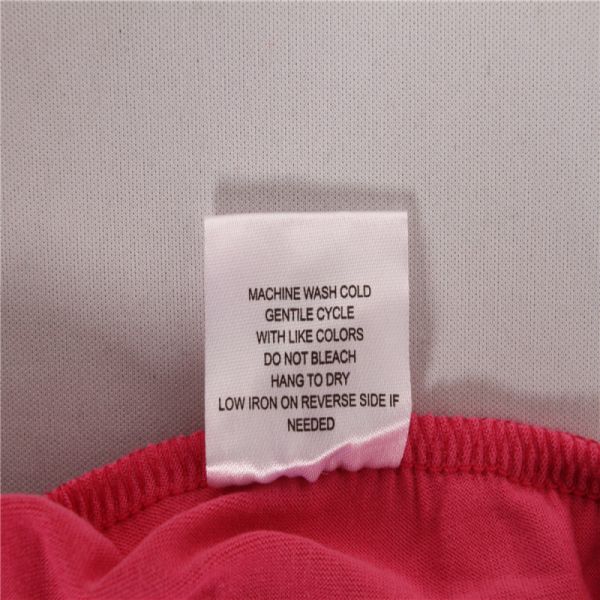 MACHINE WASH COLD
GENTILE CYCLE
WITH LIKE COLORS
DO NOT BLEACH
HANG TO DRY
LOW IRON ON REVERSE SIDE IF
NEEDED